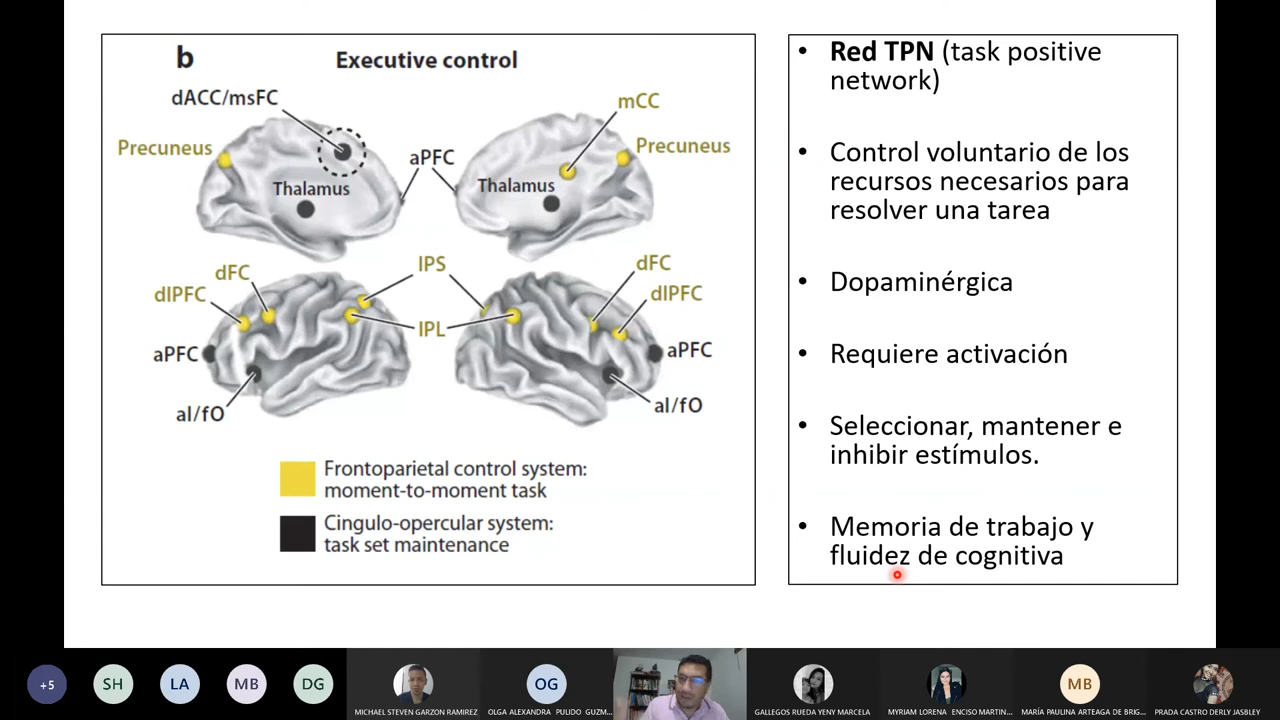 b
Executive control
dACC/msFC
mCC
Precuneus
Precuneus
aPFC
Thalamus
Thalamus
dFC
IPS
dFC
dlPFC
dlPFC
IPL
aPFC
aPFC
aI/fO
aI/fO
Frontoparietal control system:
moment-to-moment task
Cingulo-opercular system:
task set maintenance
• Red TPN (task positive
network)
• Control voluntario de los
recursos necesarios para
resolver una tarea
• Dopaminérgica
• Requiere activación
• Seleccionar, mantener e
inhibir estímulos.
• Memoria de trabajo y
fluidez de cognitiva
+5
SH
LA
MB
DG
OG
MB
MICHAEL STEVEN GARZON RAMIREZ
OLGA ALEXANDRA PULIDO GUZM...
GALLEGOS RUEDA YENY MARCELA
MYRIAM LORENA ENCISO MARTIN...
MARÍA PAULINA ARTEAGA DE BRIG...
PRADA CASTRO DERLY JASBLEY